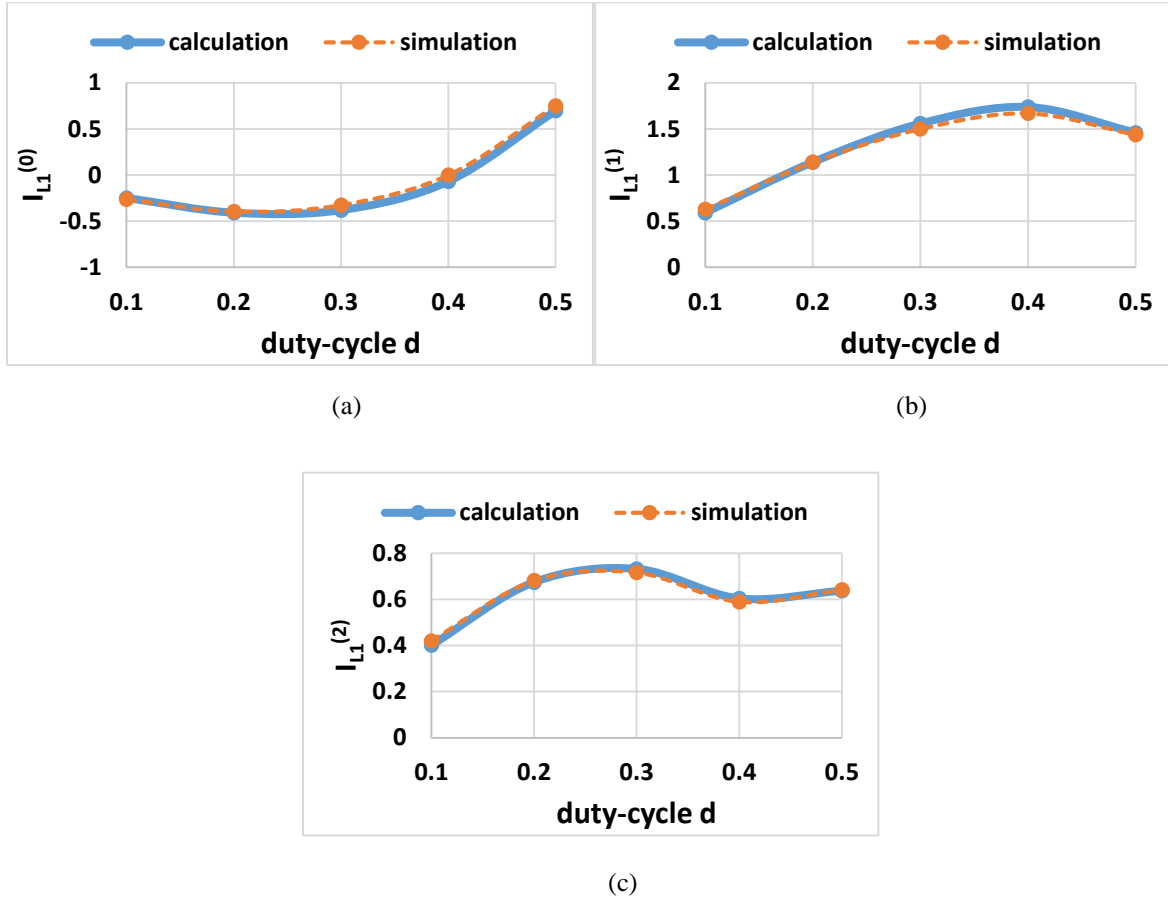 calculation simulation
1
0.5
0
-0.5
-1
I_L1^(0)
0.1 0.2 0.3 0.4 0.5
duty-cycle d
(a)
calculation simulation
2
1.5
1
0.5
0
I_L1^(1)
0.1 0.2 0.3 0.4 0.5
duty-cycle d
(b)
calculation simulation
0.8
0.6
0.4
0.2
0
I_L1^(2)
0.1 0.2 0.3 0.4 0.5
duty-cycle d
(c)